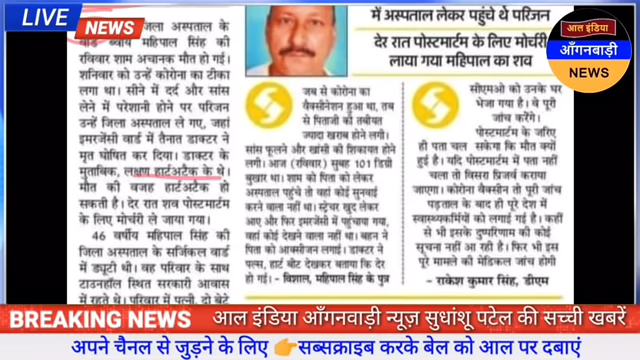 LIVE NEWS
जिला अस्पताल के
वार्ड ब्वाय महिपाल सिंह की
रविवार शाम अचानक मौत हो गई।
शनिवार को उन्हें कोरोना का टीका
लगा था। सीने में दर्द और सांस
लेने में परेशानी होने पर परिजन
उन्हें जिला अस्पताल ले गए, जहां
इमरजेंसी वार्ड में तैनात डाक्टर ने
मृत घोषित कर दिया। डाक्टर के
मुताबिक, लक्षण हार्टअटैक के थे।
मौत की वजह हार्टअटैक हो
सकती है। देर रात शव पोस्टमार्टम
के लिए मोर्चरी ले जाया गया।
46 वर्षीय महिपाल सिंह की
जिला अस्पताल के सर्जिकल वार्ड
में ड्यूटी थी। वह परिवार के साथ
टाउनहॉल स्थित सरकारी आवास
में रहते थे। परिवार में पत्नी, दो बेटे
में अस्पताल लेकर पहुंचे थे परिजन
देर रात पोस्टमार्टम के लिए मोर्चरी
लाया गया महिपाल का शव
जब से कोरोना का
वैक्सीनेशन हुआ था, तब
से पिताजी की तबीयत
ज्यादा खराब होने लगी।
सांस फूलने और खांसी की शिकायत होने
लगी। आज (रविवार) सुबह 101 डिग्री
बुखार था। शाम को पिता को लेकर
अस्पताल पहुंचे तो वहां कोई सुनवाई
करने वाला नहीं था। स्ट्रेचर खुद लेकर
आए और फिर इमरजेंसी में पहुंचाया गया,
वहां कोई देखने वाला नहीं था। बहन ने
पिता को आक्सीजन लगाई। डाक्टर ने
पल्स, हार्ट बीट देखकर बताया कि देर
हो गई। - विशाल, महिपाल सिंह के पुत्र
सीएमओ को उनके घर
भेजा गया है। वे पूरी
जांच करेंगे।
पोस्टमार्टम के जरिए
ही पता चल सकेगा कि मौत क्यों
हुई है। यदि पोस्टमार्टम में पता नहीं
चला तो विसरा प्रिजर्व कराया
जाएगा। कोरोना वैक्सीन तो पूरी जांच
पड़ताल के बाद ही पूरे देश में
स्वास्थ्यकर्मियों को लगाई गई है। कहीं
से भी इसके दुष्परिणाम की कोई
सूचना नहीं आ रही है। फिर भी इस
पूरे मामले की मेडिकल जांच होगी
- राकेश कुमार सिंह, डीएम
आल इंडिया
आँगनबाड़ी
NEWS
BREAKING NEWS आल इंडिया आँगनवाड़ी न्यूज़ सुधांशू पटेल की सच्ची खबरें
अपने चैनल से जुड़ने के लिए 👉सब्सक्राइब करके बेल को आल पर दबाएं